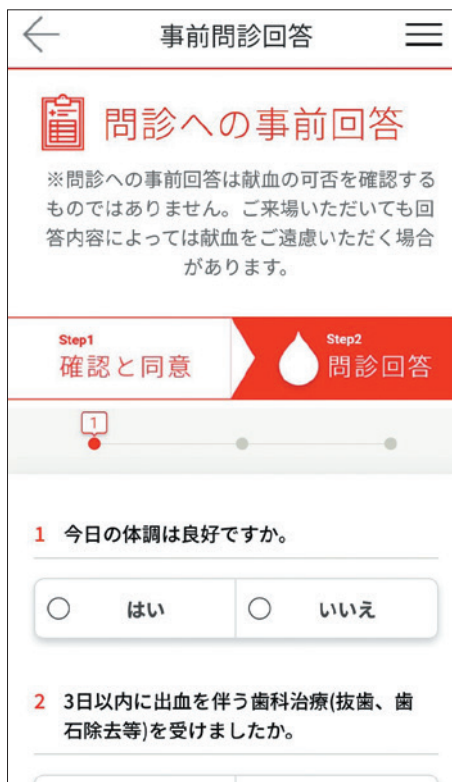 事前問診回答
問診への事前回答
※問診への事前回答は献血の可否を確認する
ものではありません。ご来場いただいても回
答内容によっては献血をご遠慮いただく場合
があります。
Step1
確認と同意
Step2
問診回答
1
1 今日の体調は良好ですか。
はい
いいえ
2 3日以内に出血を伴う歯科治療(抜歯、歯
石除去等)を受けましたか。